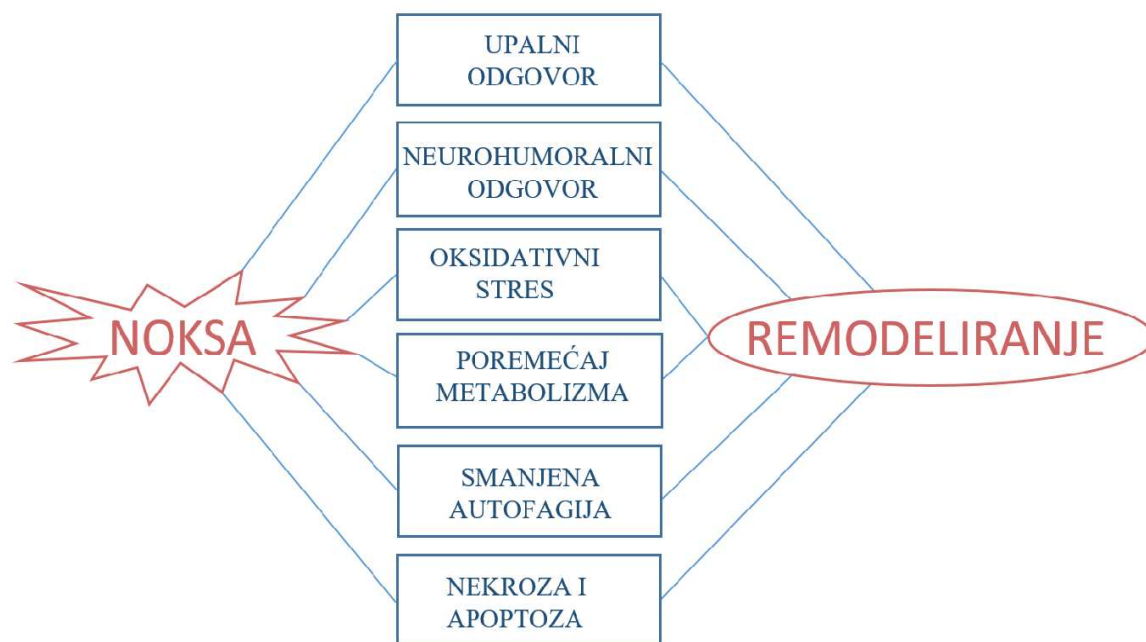 UPALNI
ODGOVOR
NEUROHUMORALNI
ODGOVOR
OKSIDATIVNI
STRES
NOKSA
REMODELIRANJE
POREMEĆAJ
METABOLIZMA
SMANJENA
AUTOFAGIJA
NEKROZA I
APOPTOZA